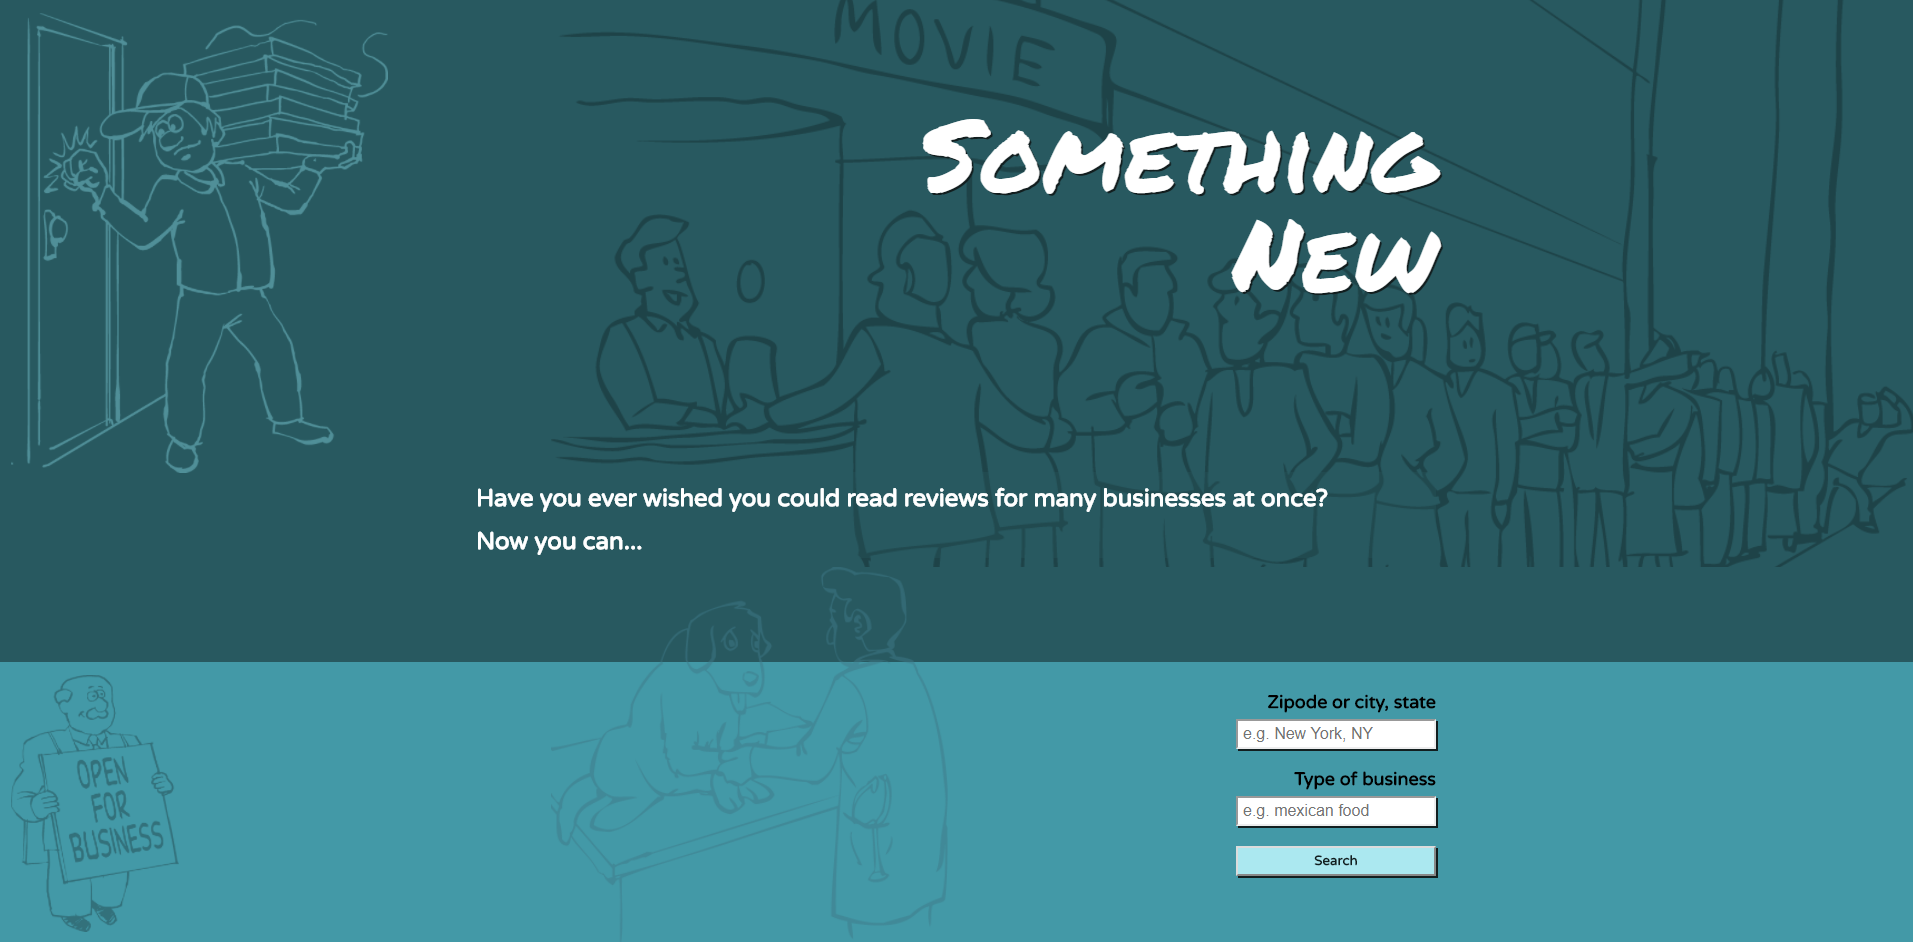 MOVIE
SOMETHING
NEW
Have you ever wished you could read reviews for many businesses at once?
Now you can...
Zipode or city, state
e.g. New York, NY
Type of business
e.g. mexican food
Search
OPEN
FOR
BUSINESS